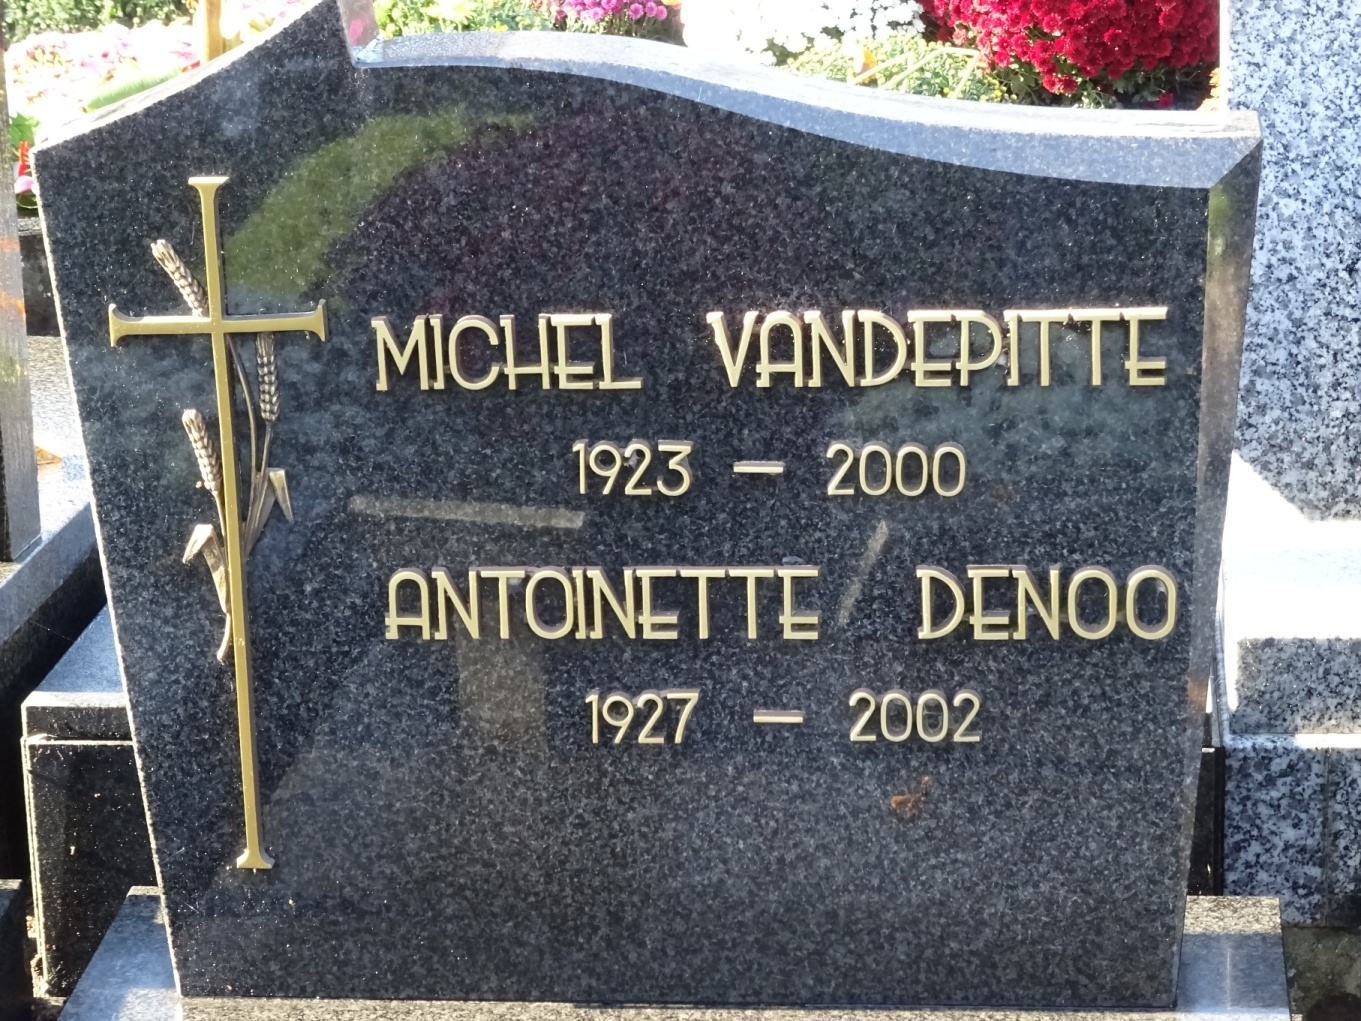 MICHEL VANDEPITTE
1923 - 2000
ANTOINETTE DENOO
1927 - 2002